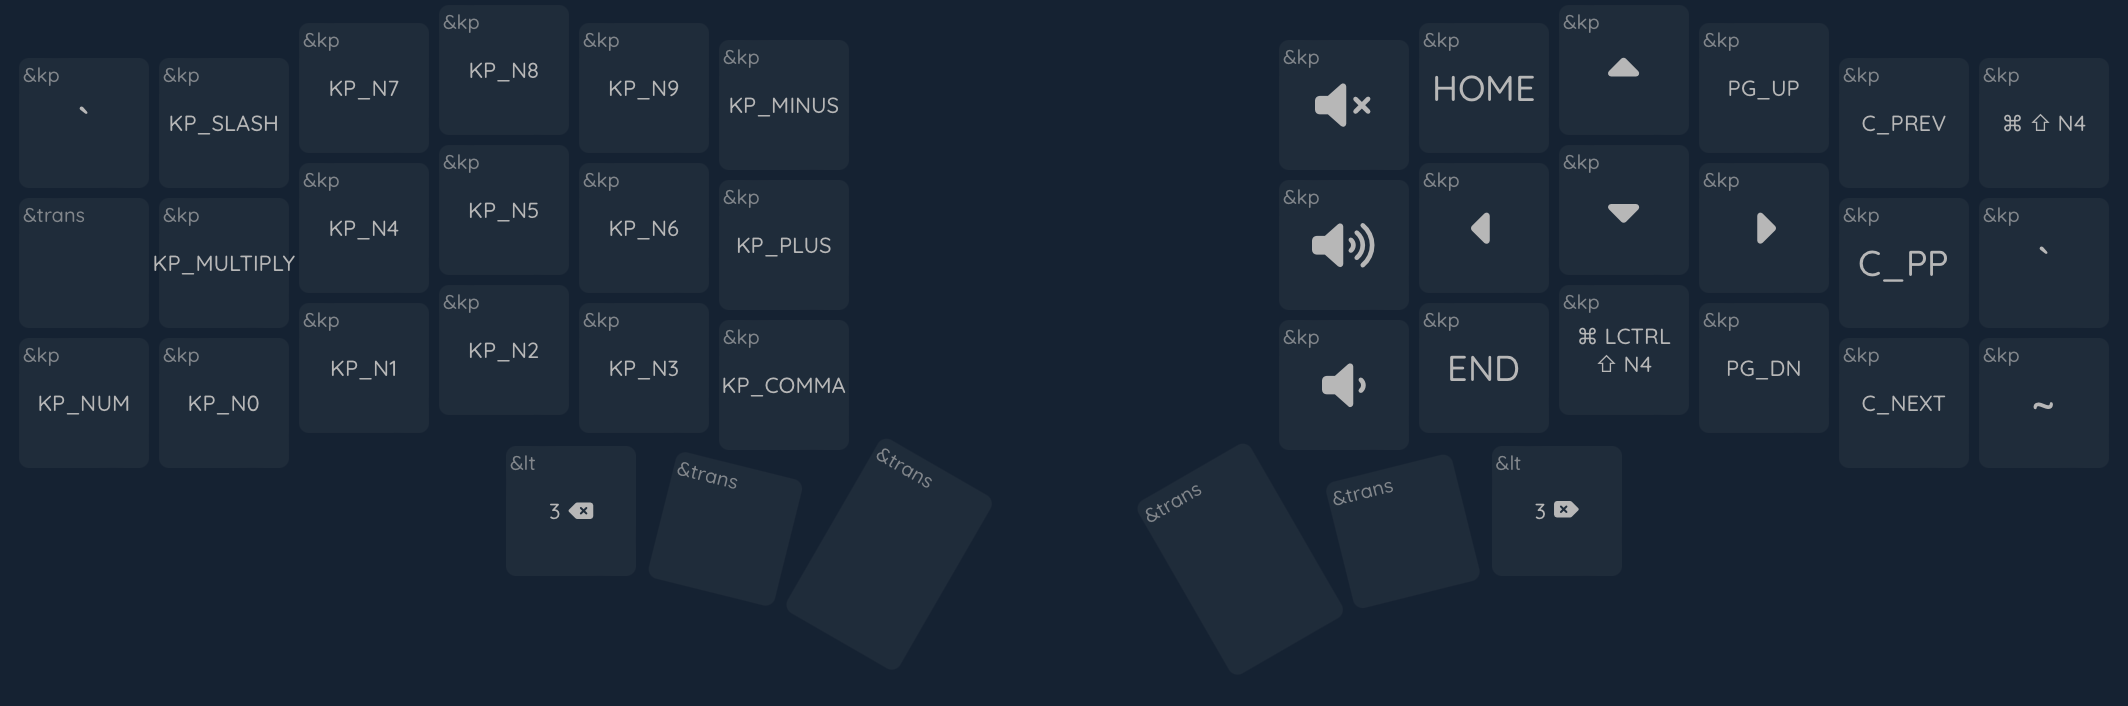 &kp
`
&kp
KP_SLASH
&kp
KP_N7
&kp
KP_N8
&kp
KP_N9
&kp
KP_MINUS
&kp
&kp
HOME
&kp
&kp
PG_UP
&kp
C_PREV
&kp
⌘ ⇧ N4
&trans
&kp
KP_MULTIPLY
&kp
KP_N4
&kp
KP_N5
&kp
KP_N6
&kp
KP_PLUS
&kp
&kp
&kp
&kp
&kp
C_PP
&kp
`
&kp
KP_NUM
&kp
KP_N0
&kp
KP_N1
&kp
KP_N2
&kp
KP_N3
&kp
KP_COMMA
&kp
&kp
END
&kp
⌘ LCTRL
⇧ N4
&kp
PG_DN
&kp
C_NEXT
&kp
~
&lt
3 ⌫
&trans
&trans
&trans
&trans
&lt
3 ⌦